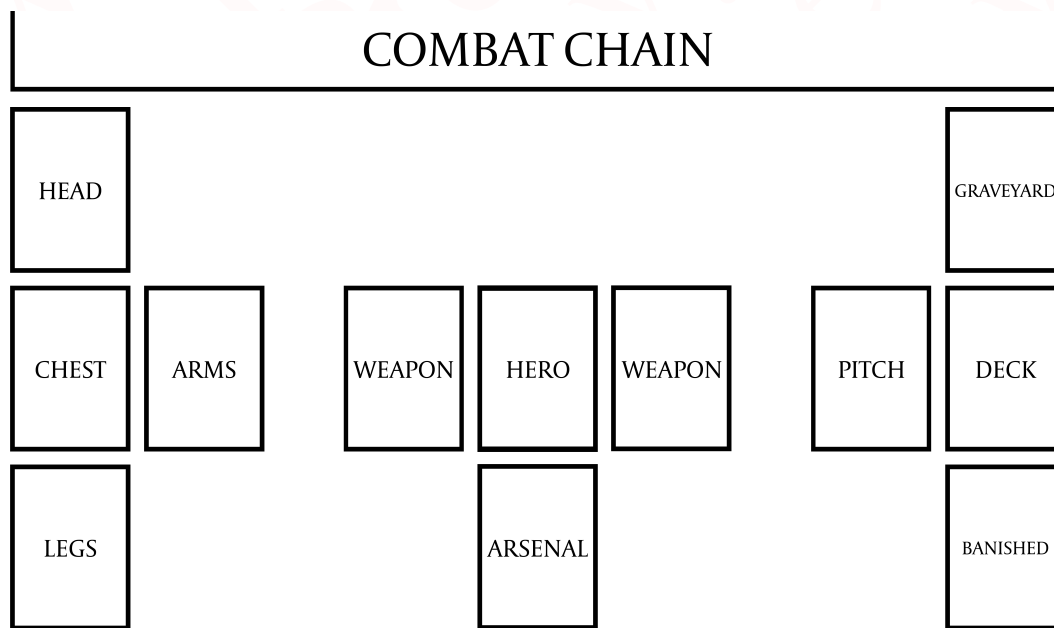 COMBAT CHAIN
HEAD
GRAVEYARD
CHEST
ARMS
WEAPON
HERO
WEAPON
PITCH
DECK
LEGS
ARSENAL
BANISHED